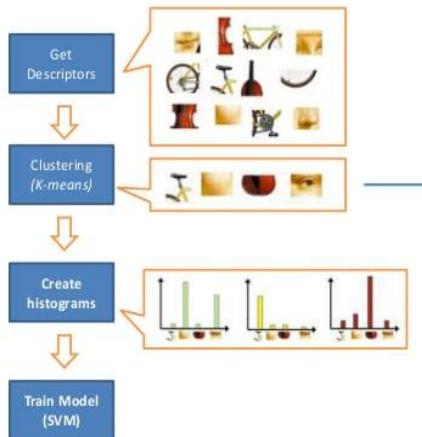 Get
Descriptors
Clustering
(K-means)
Create
histograms
Train Model
(SVM)